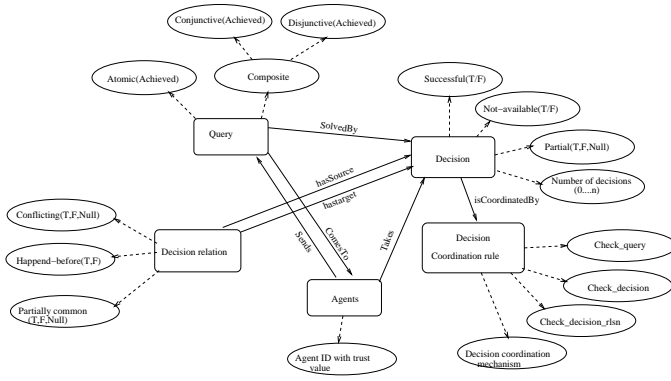 Conjunctive(Achieved)
Disjunctive(Achieved)
Atomic(Achieved)
Composite
Successful(T/F)
Not-available(T/F)
Query
SolvedBy
Decision
Partial(T,F,Null)
Number of decisions
(0....n)
hasSource
hastarget
isCoordinatedBy
Conflicting(T,F,Null)
Happend-before(T,F)
Partially common
(T,F,Null)
Decision relation
Sends
ComesTo
Takes
Agents
Decision
Coordination rule
Check_query
Check_decision
Check_decision_rlsn
Decision coordination
mechanism
Agent ID with trust
value